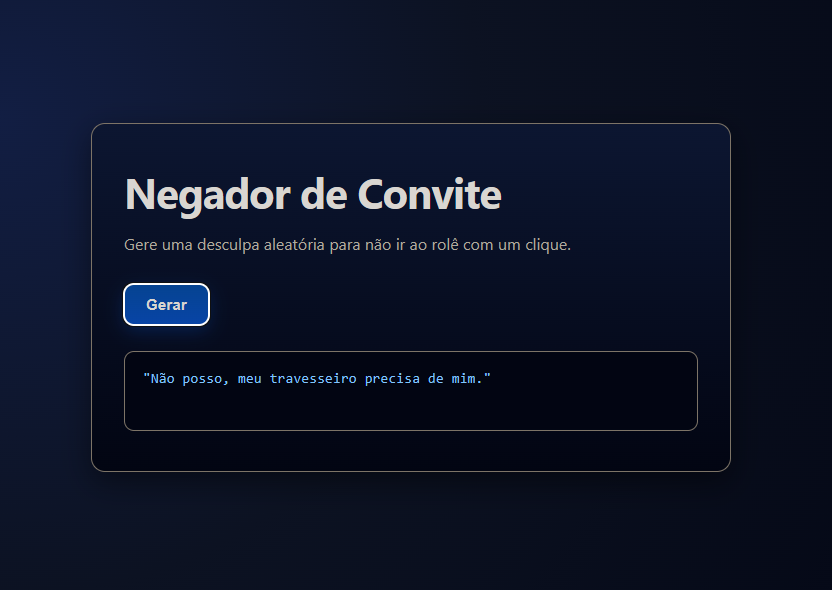 Negador de Convite
Gere uma desculpa aleatória para não ir ao rolê com um clique.
Gerar
"Não posso, meu travesseiro precisa de mim."